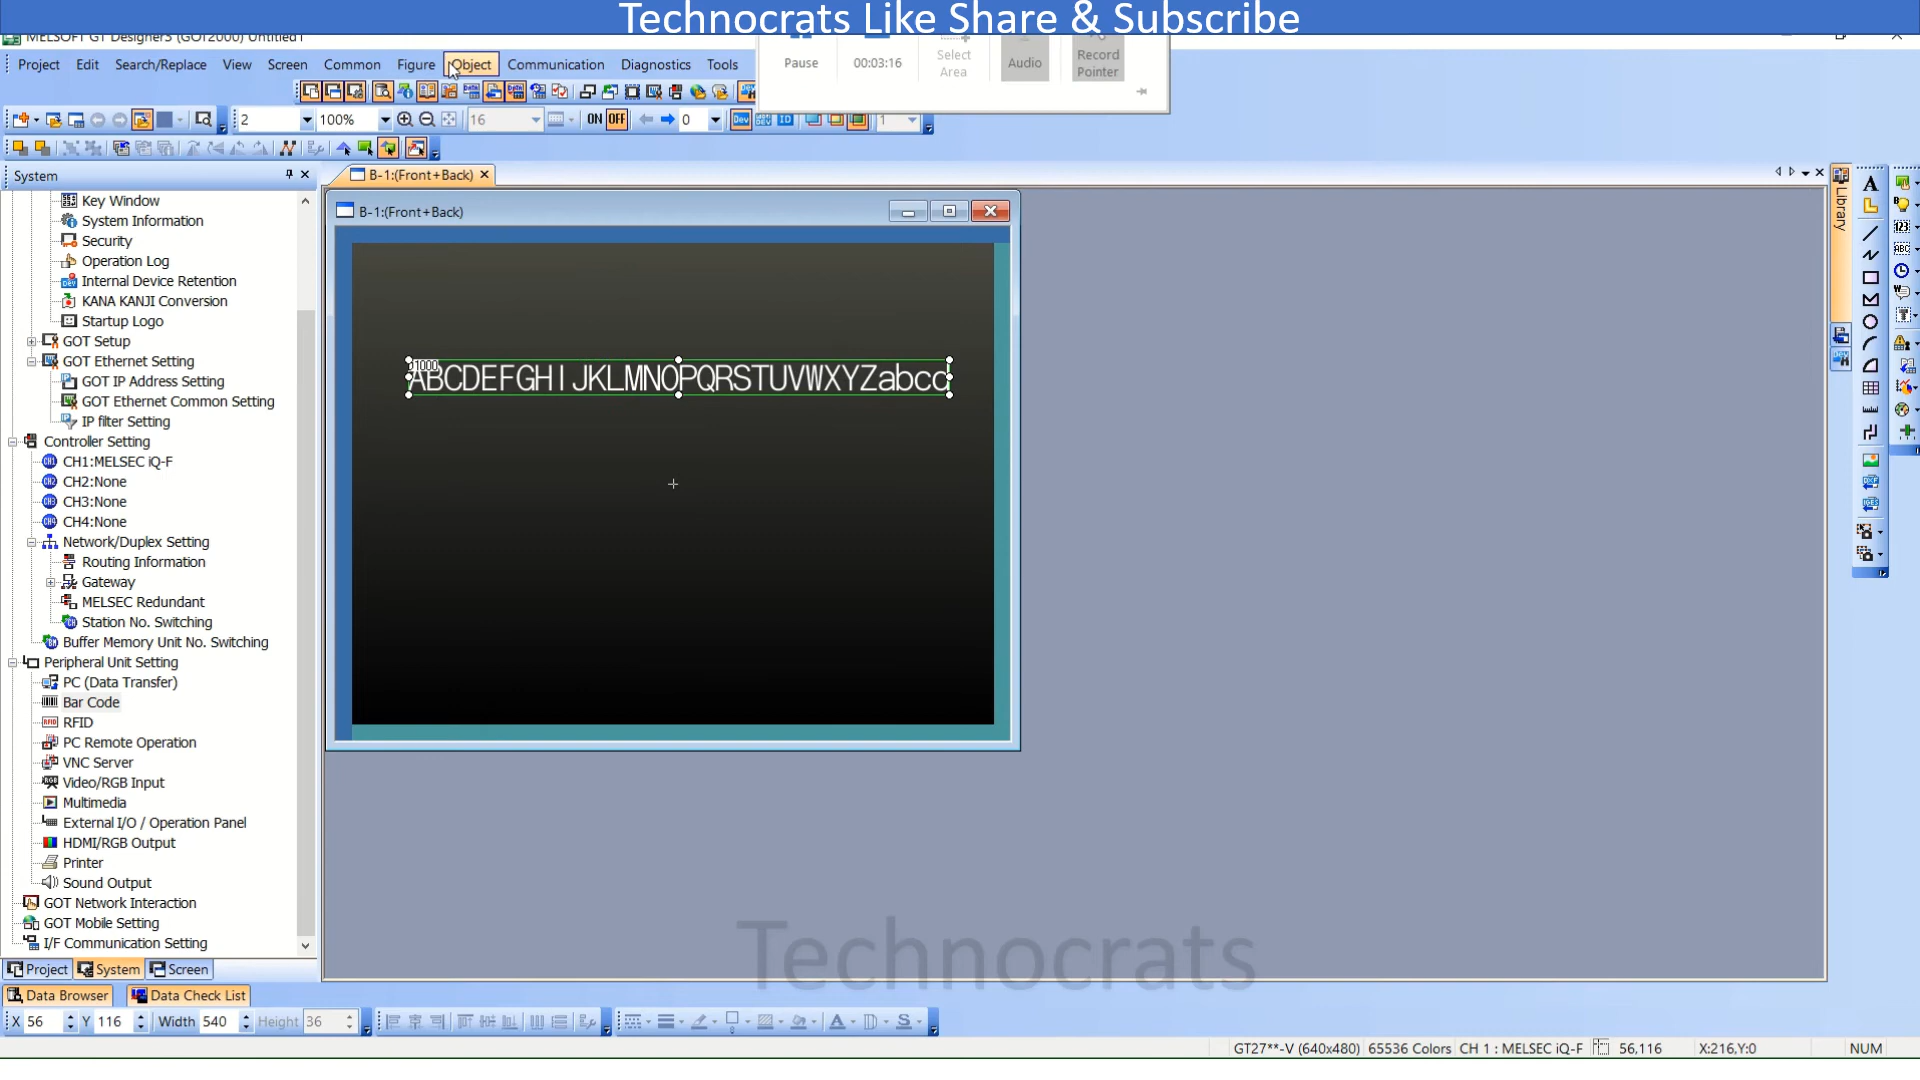 Technocrats Like Share & Subscribe
MELSOFT GT Designer3 (GOT2000) Untitled1
Project Edit Search/Replace View Screen Common Figure Object Communication Diagnostics Tools
Pause 00:03:16 Select Area Audio Record Pointer
2 100% 16 ON OFF 0 Dev ID 1
System
B-1:(Front+Back)
B-1:(Front+Back)
Key Window
System Information
Security
Operation Log
Internal Device Retention
KANA KANJI Conversion
Startup Logo
GOT Setup
GOT Ethernet Setting
GOT IP Address Setting
GOT Ethernet Common Setting
IP filter Setting
Controller Setting
CH1:MELSEC iQ-F
CH2:None
CH3:None
CH4:None
Network/Duplex Setting
Routing Information
Gateway
MELSEC Redundant
Station No. Switching
Buffer Memory Unit No. Switching
Peripheral Unit Setting
PC (Data Transfer)
Bar Code
RFID
PC Remote Operation
VNC Server
Video/RGB Input
Multimedia
External I/O / Operation Panel
HDMI/RGB Output
Printer
Sound Output
GOT Network Interaction
GOT Mobile Setting
I/F Communication Setting
Project System Screen
Data Browser Data Check List
ABCDEFGHIJKLMNOPQRSTUVWXYZabcc
Library
Technocrats
X 56 Y 116 Width 540 Height 36
GT27**-V (640x480) 65536 Colors CH 1 : MELSEC iQ-F 56,116 X:216,Y:0 NUM